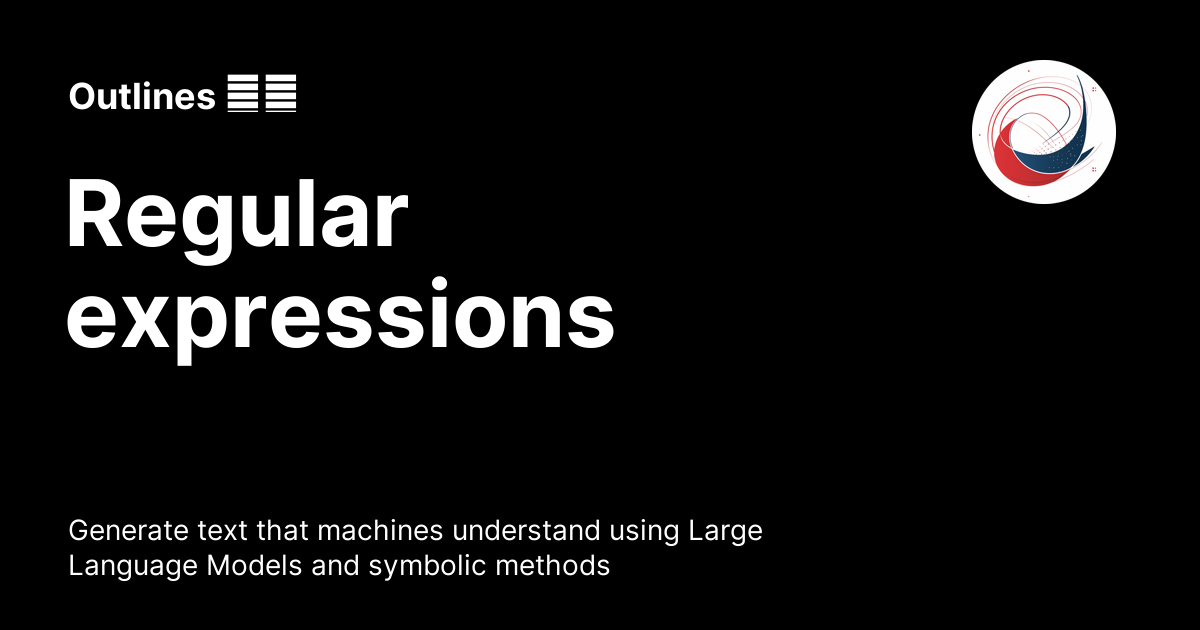 Outlines
Regular
expressions
Generate text that machines understand using Large
Language Models and symbolic methods